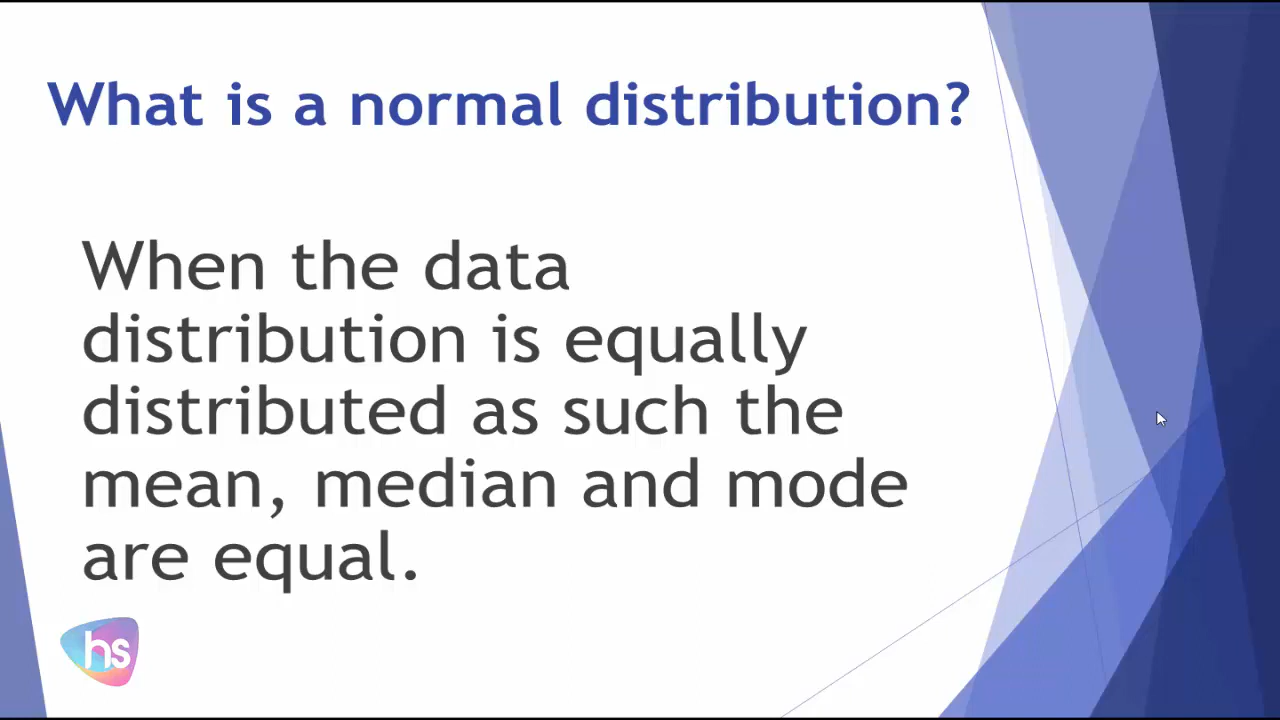 What is a normal distribution?
When the data
distribution is equally
distributed as such the
mean, median and mode
are equal.
hs